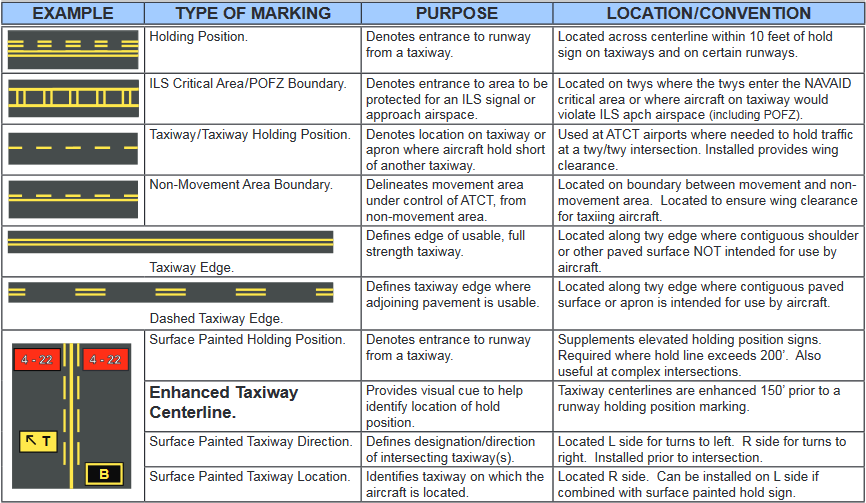 EXAMPLE TYPE OF MARKING PURPOSE LOCATION/CONVENTION
Holding Position.
Denotes entrance to runway
from a taxiway.
Located across centerline within 10 feet of hold
sign on taxiways and on certain runways.
ILS Critical Area/POFZ Boundary.
Denotes entrance to area to be
protected for an ILS signal or
approach airspace.
Located on twys where the twys enter the NAVAID
critical area or where aircraft on taxiway would
violate ILS apch airspace (including POFZ).
Taxiway/Taxiway Holding Position.
Denotes location on taxiway or
apron where aircraft hold short
of another taxiway.
Used at ATCT airports where needed to hold traffic
at a twy/twy intersection. Installed provides wing
clearance.
Non-Movement Area Boundary.
Delineates movement area
under control of ATCT, from
non-movement area.
Located on boundary between movement and non-
movement area. Located to ensure wing clearance
for taxiing aircraft.
Taxiway Edge.
Defines edge of usable, full
strength taxiway.
Located along twy edge where contiguous shoulder
or other paved surface NOT intended for use by
aircraft.
Dashed Taxiway Edge.
Defines taxiway edge where
adjoining pavement is usable.
Located along twy edge where contiguous paved
surface or apron is intended for use by aircraft.
4 - 22 4 - 22
T
B
Surface Painted Holding Position.
Denotes entrance to runway
from a taxiway.
Supplements elevated holding position signs.
Required where hold line exceeds 200’. Also
useful at complex intersections.
Enhanced Taxiway
Centerline.
Provides visual cue to help
identify location of hold
position.
Taxiway centerlines are enhanced 150’ prior to a
runway holding position marking.
Surface Painted Taxiway Direction.
Defines designation/direction
of intersecting taxiway(s).
Located L side for turns to left. R side for turns to
right. Installed prior to intersection.
Surface Painted Taxiway Location.
Identifies taxiway on which the
aircraft is located.
Located R side. Can be installed on L side if
combined with surface painted hold sign.